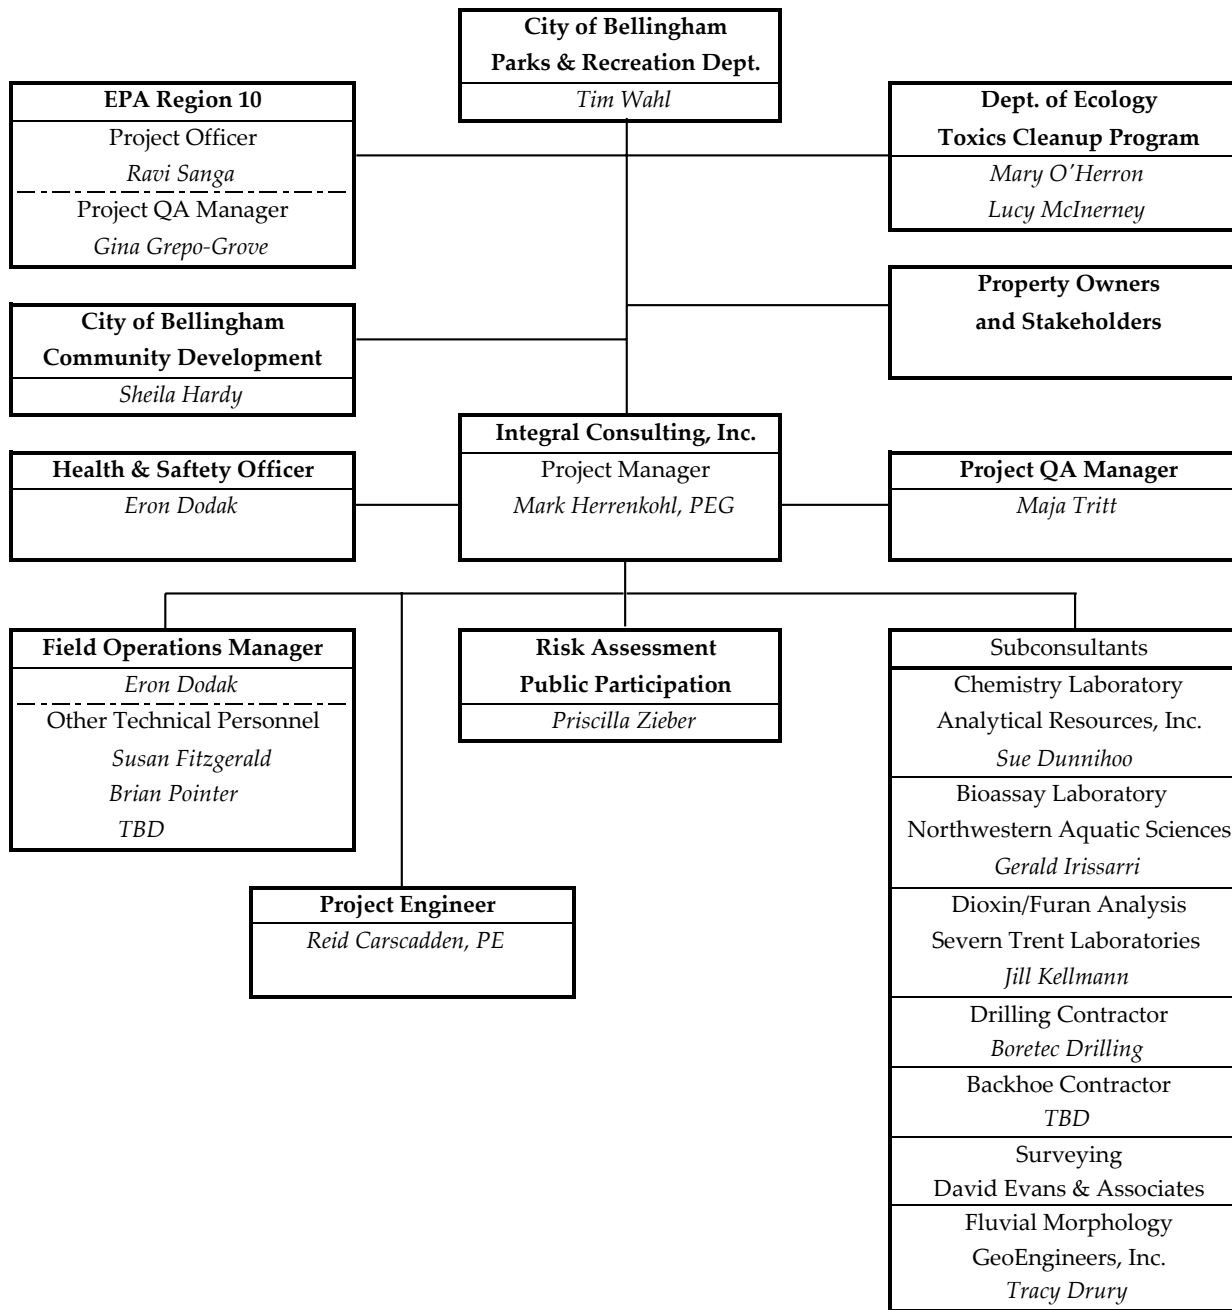 City of Bellingham
Parks & Recreation Dept.
Tim Wahl
EPA Region 10
Project Officer
Ravi Sanga
Project QA Manager
Gina Grepo-Grove
Dept. of Ecology
Toxics Cleanup Program
Mary O'Herron
Lucy McInerney
City of Bellingham
Community Development
Sheila Hardy
Property Owners
and Stakeholders
Health & Saftety Officer
Eron Dodak
Integral Consulting, Inc.
Project Manager
Mark Herrenkohl, PEG
Project QA Manager
Maja Tritt
Field Operations Manager
Eron Dodak
Other Technical Personnel
Susan Fitzgerald
Brian Pointer
TBD
Project Engineer
Reid Carscadden, PE
Risk Assessment
Public Participation
Priscilla Zieber
Subconsultants
Chemistry Laboratory
Analytical Resources, Inc.
Sue Dunnihoo
Bioassay Laboratory
Northwestern Aquatic Sciences
Gerald Irissarri
Dioxin/Furan Analysis
Severn Trent Laboratories
Jill Kellmann
Drilling Contractor
Boretec Drilling
Backhoe Contractor
TBD
Surveying
David Evans & Associates
Fluvial Morphology
GeoEngineers, Inc.
Tracy Drury